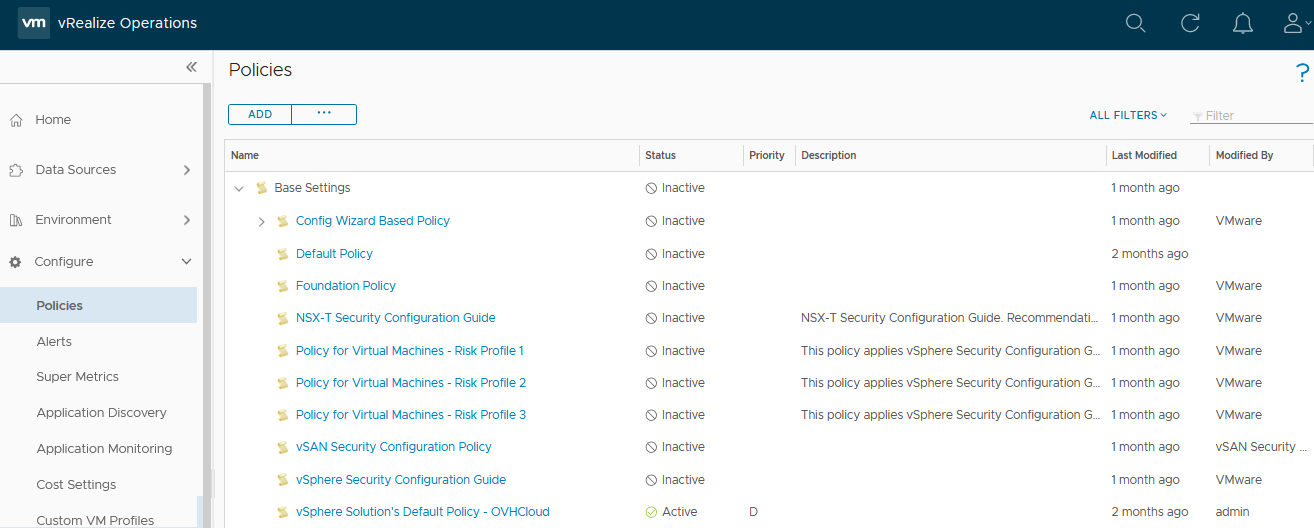 vm vRealize Operations
Policies
?
ADD ...
ALL FILTERS Filter
Home
Data Sources
Environment
Configure
Policies
Alerts
Super Metrics
Application Discovery
Application Monitoring
Cost Settings
Custom VM Profiles
Name Status Priority Description Last Modified Modified By
Base Settings Inactive 1 month ago
Config Wizard Based Policy Inactive 1 month ago VMware
Default Policy Inactive 2 months ago
Foundation Policy Inactive 1 month ago VMware
NSX-T Security Configuration Guide Inactive NSX-T Security Configuration Guide. Recommendati... 1 month ago VMware
Policy for Virtual Machines - Risk Profile 1 Inactive This policy applies vSphere Security Configuration G... 1 month ago VMware
Policy for Virtual Machines - Risk Profile 2 Inactive This policy applies vSphere Security Configuration G... 1 month ago VMware
Policy for Virtual Machines - Risk Profile 3 Inactive This policy applies vSphere Security Configuration G... 1 month ago VMware
vSAN Security Configuration Policy Inactive 1 month ago vSAN Security ...
vSphere Security Configuration Guide Inactive 1 month ago VMware
vSphere Solution's Default Policy - OVHCloud Active D 2 months ago admin